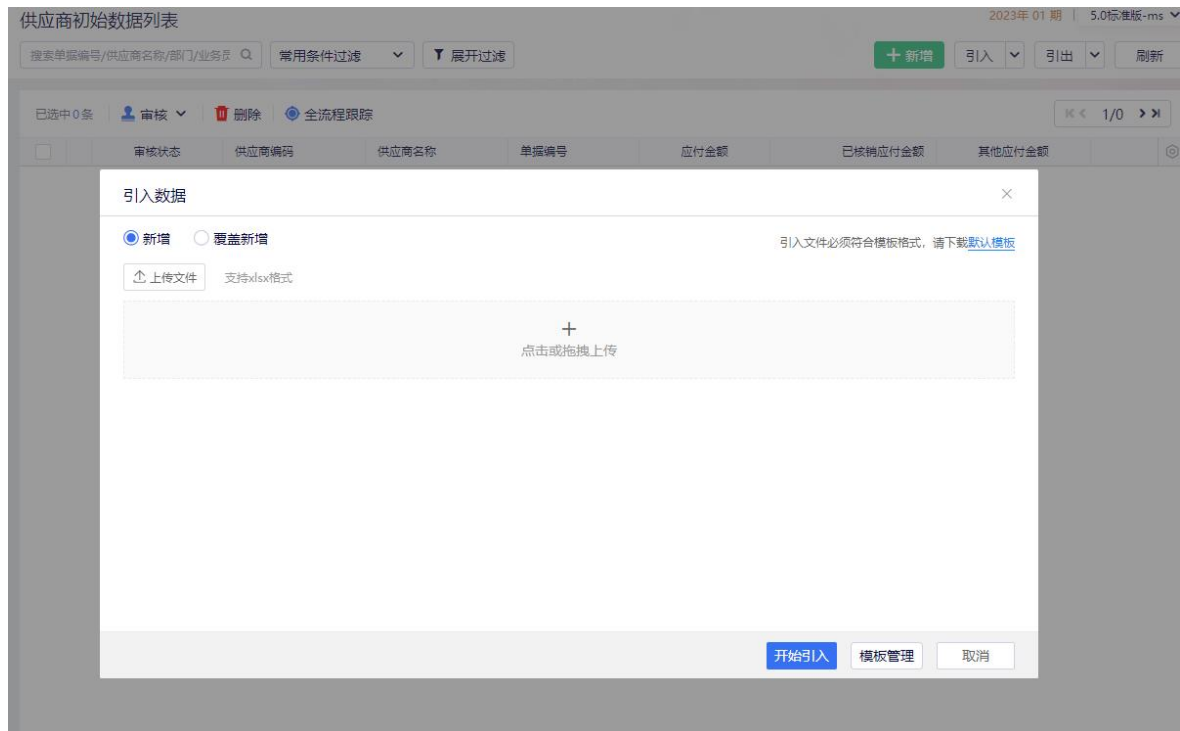 供应商初始数据列表
2023年 01 期 | 5.0标准版-ms
搜索单据编号/供应商名称/部门/业务员
常用条件过滤
展开过滤
新增
引入
引出
刷新
已选中0条
审核
删除
全流程跟踪
1/0
审核状态
供应商编码
供应商名称
单据编号
应付金额
已核销应付金额
其他应付金额
引入数据
新增
覆盖新增
引入文件必须符合模板格式，请下载默认模板
上传文件
支持xlsx格式
点击或拖拽上传
开始引入
模板管理
取消